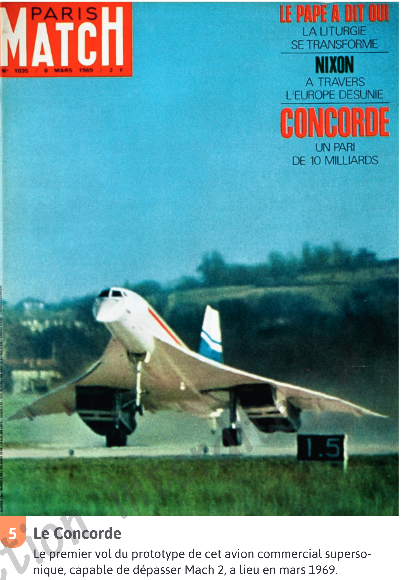 PARIS
MATCH
N° 1035 / 8 MARS 1969 / 2 F
LE PAPE A DIT OUI
LA LITURGIE
SE TRANSFORME
NIXON
A TRAVERS
L'EUROPE DESUNIE
CONCORDE
UN PARI
DE 10 MILLIARDS
1.5
5 Le Concorde
Le premier vol du prototype de cet avion commercial superso-
nique, capable de dépasser Mach 2, a lieu en mars 1969.